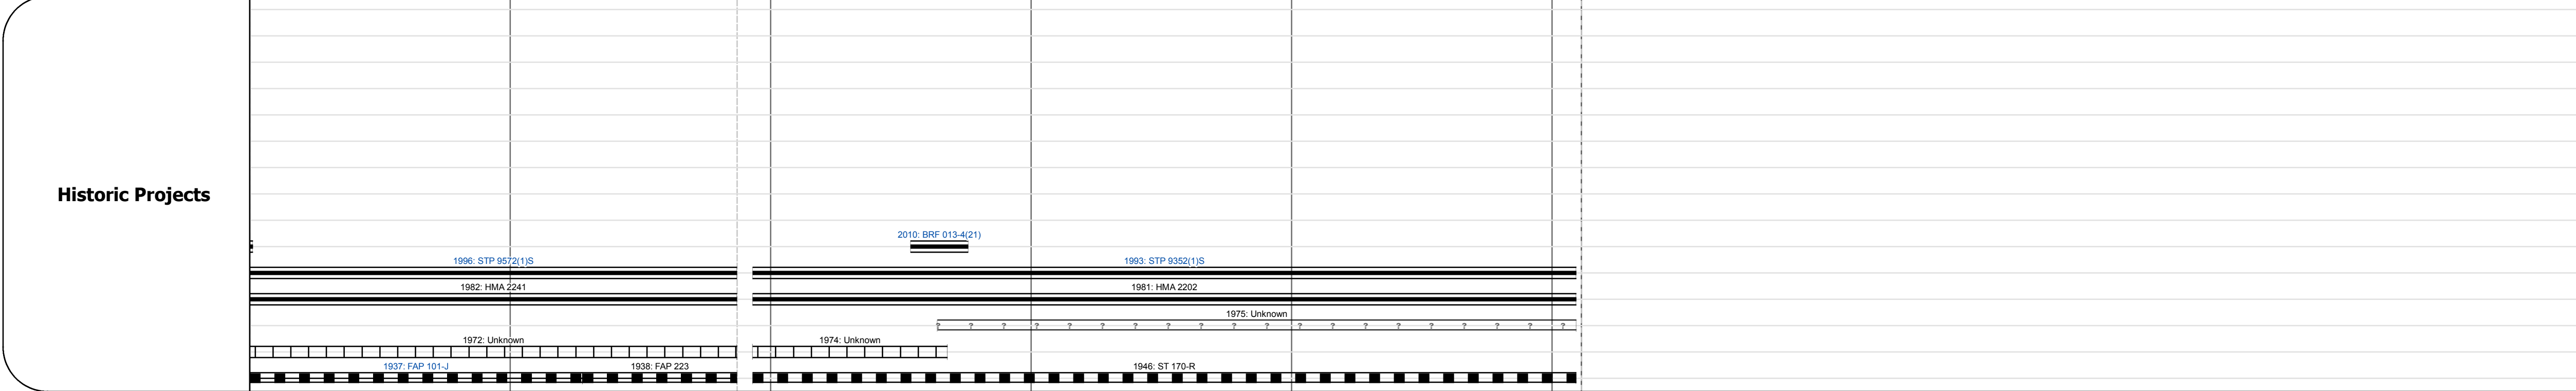 Historic Projects
2010: BRF 013-4(21)
1996: STP 9572(1)S
1993: STP 9352(1)S
1982: HMA 2241
1981: HMA 2202
1975: Unknown
? ? ? ? ? ? ? ? ? ? ? ? ? ? ? ? ? ? ? ?
1972: Unknown
1974: Unknown
1937: FAP 101-J
1938: FAP 223
1946: ST 170-R